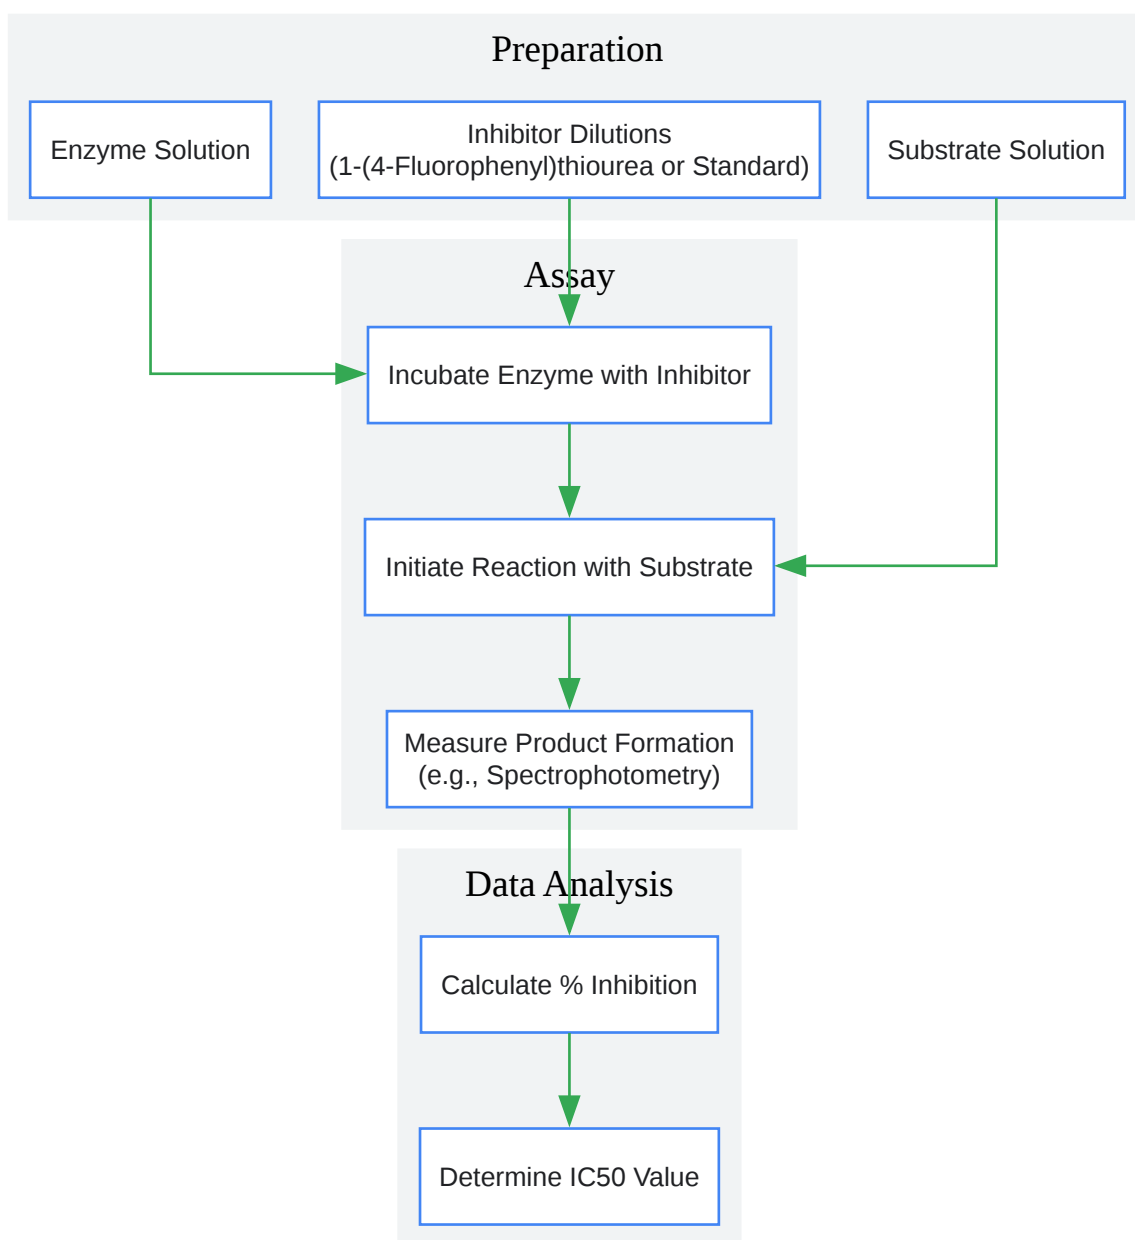 Preparation
Enzyme Solution
Inhibitor Dilutions
(1-(4-Fluorophenyl)thiourea or Standard)
Substrate Solution
Assay
Incubate Enzyme with Inhibitor
Initiate Reaction with Substrate
Measure Product Formation
(e.g., Spectrophotometry)
Data Analysis
Calculate % Inhibition
Determine IC50 Value